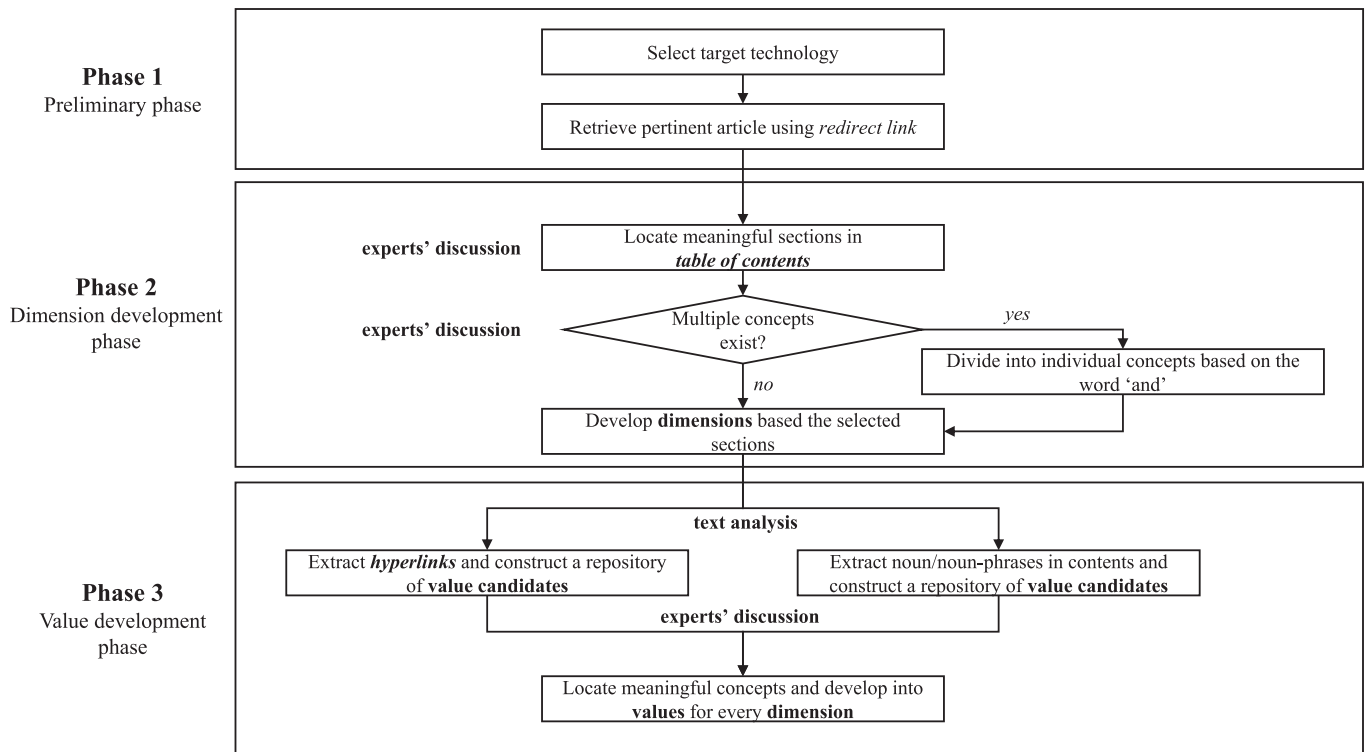 Phase 1
Preliminary phase
Select target technology
Retrieve pertinent article using redirect link
Phase 2
Dimension development
phase
experts’ discussion
Locate meaningful sections in
table of contents
experts’ discussion
Multiple concepts
exist?
yes
Divide into individual concepts based on the
word ‘and’
no
Develop dimensions based the selected
sections
Phase 3
Value development
phase
text analysis
Extract hyperlinks and construct a repository
of value candidates
Extract noun/noun-phrases in contents and
construct a repository of value candidates
experts’ discussion
Locate meaningful concepts and develop into
values for every dimension